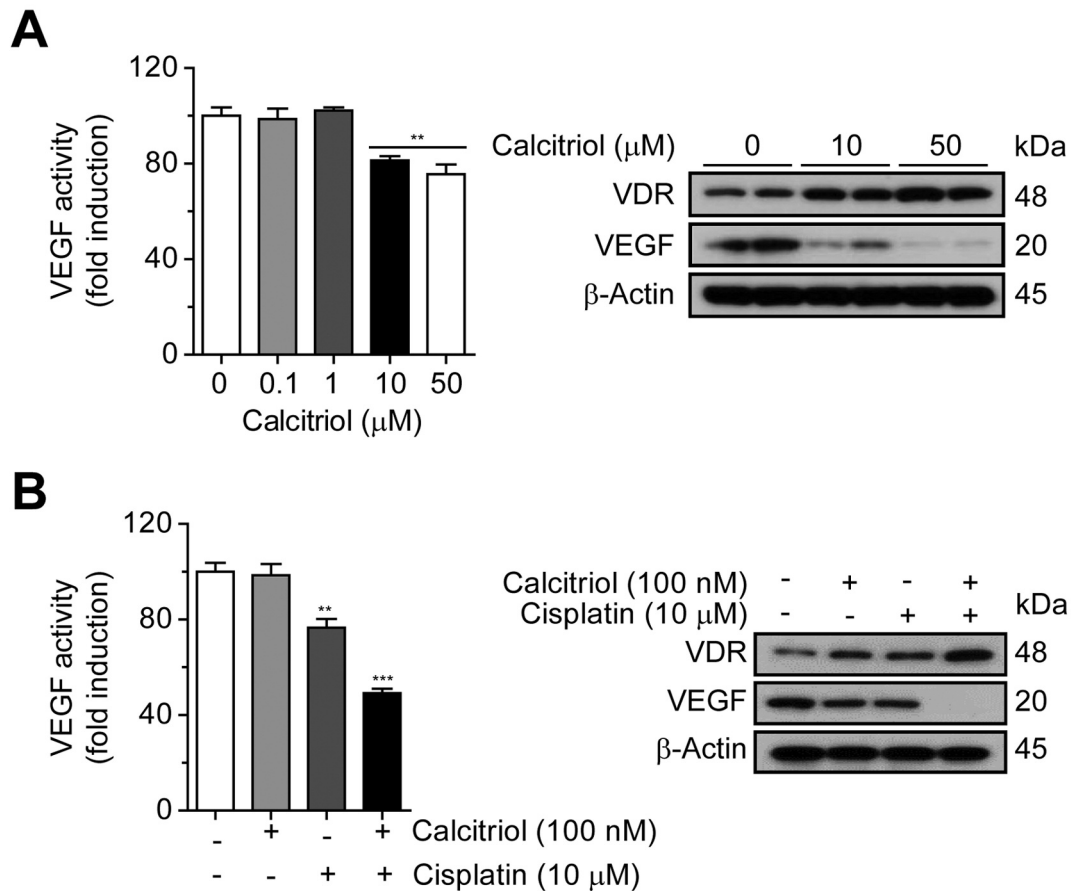 A
120
80
40
0
VEGF activity
(fold induction)
**
0 0.1 1 10 50
Calcitriol (μM)
Calcitriol (μM) 0 10 50 kDa
VDR 48
VEGF 20
β-Actin 45
B
120
80
40
0
VEGF activity
(fold induction)
**
***
- + - + Calcitriol (100 nM)
- - + + Cisplatin (10 μM)
Calcitriol (100 nM) - + - +
Cisplatin (10 μM) - - + + kDa
VDR 48
VEGF 20
β-Actin 45